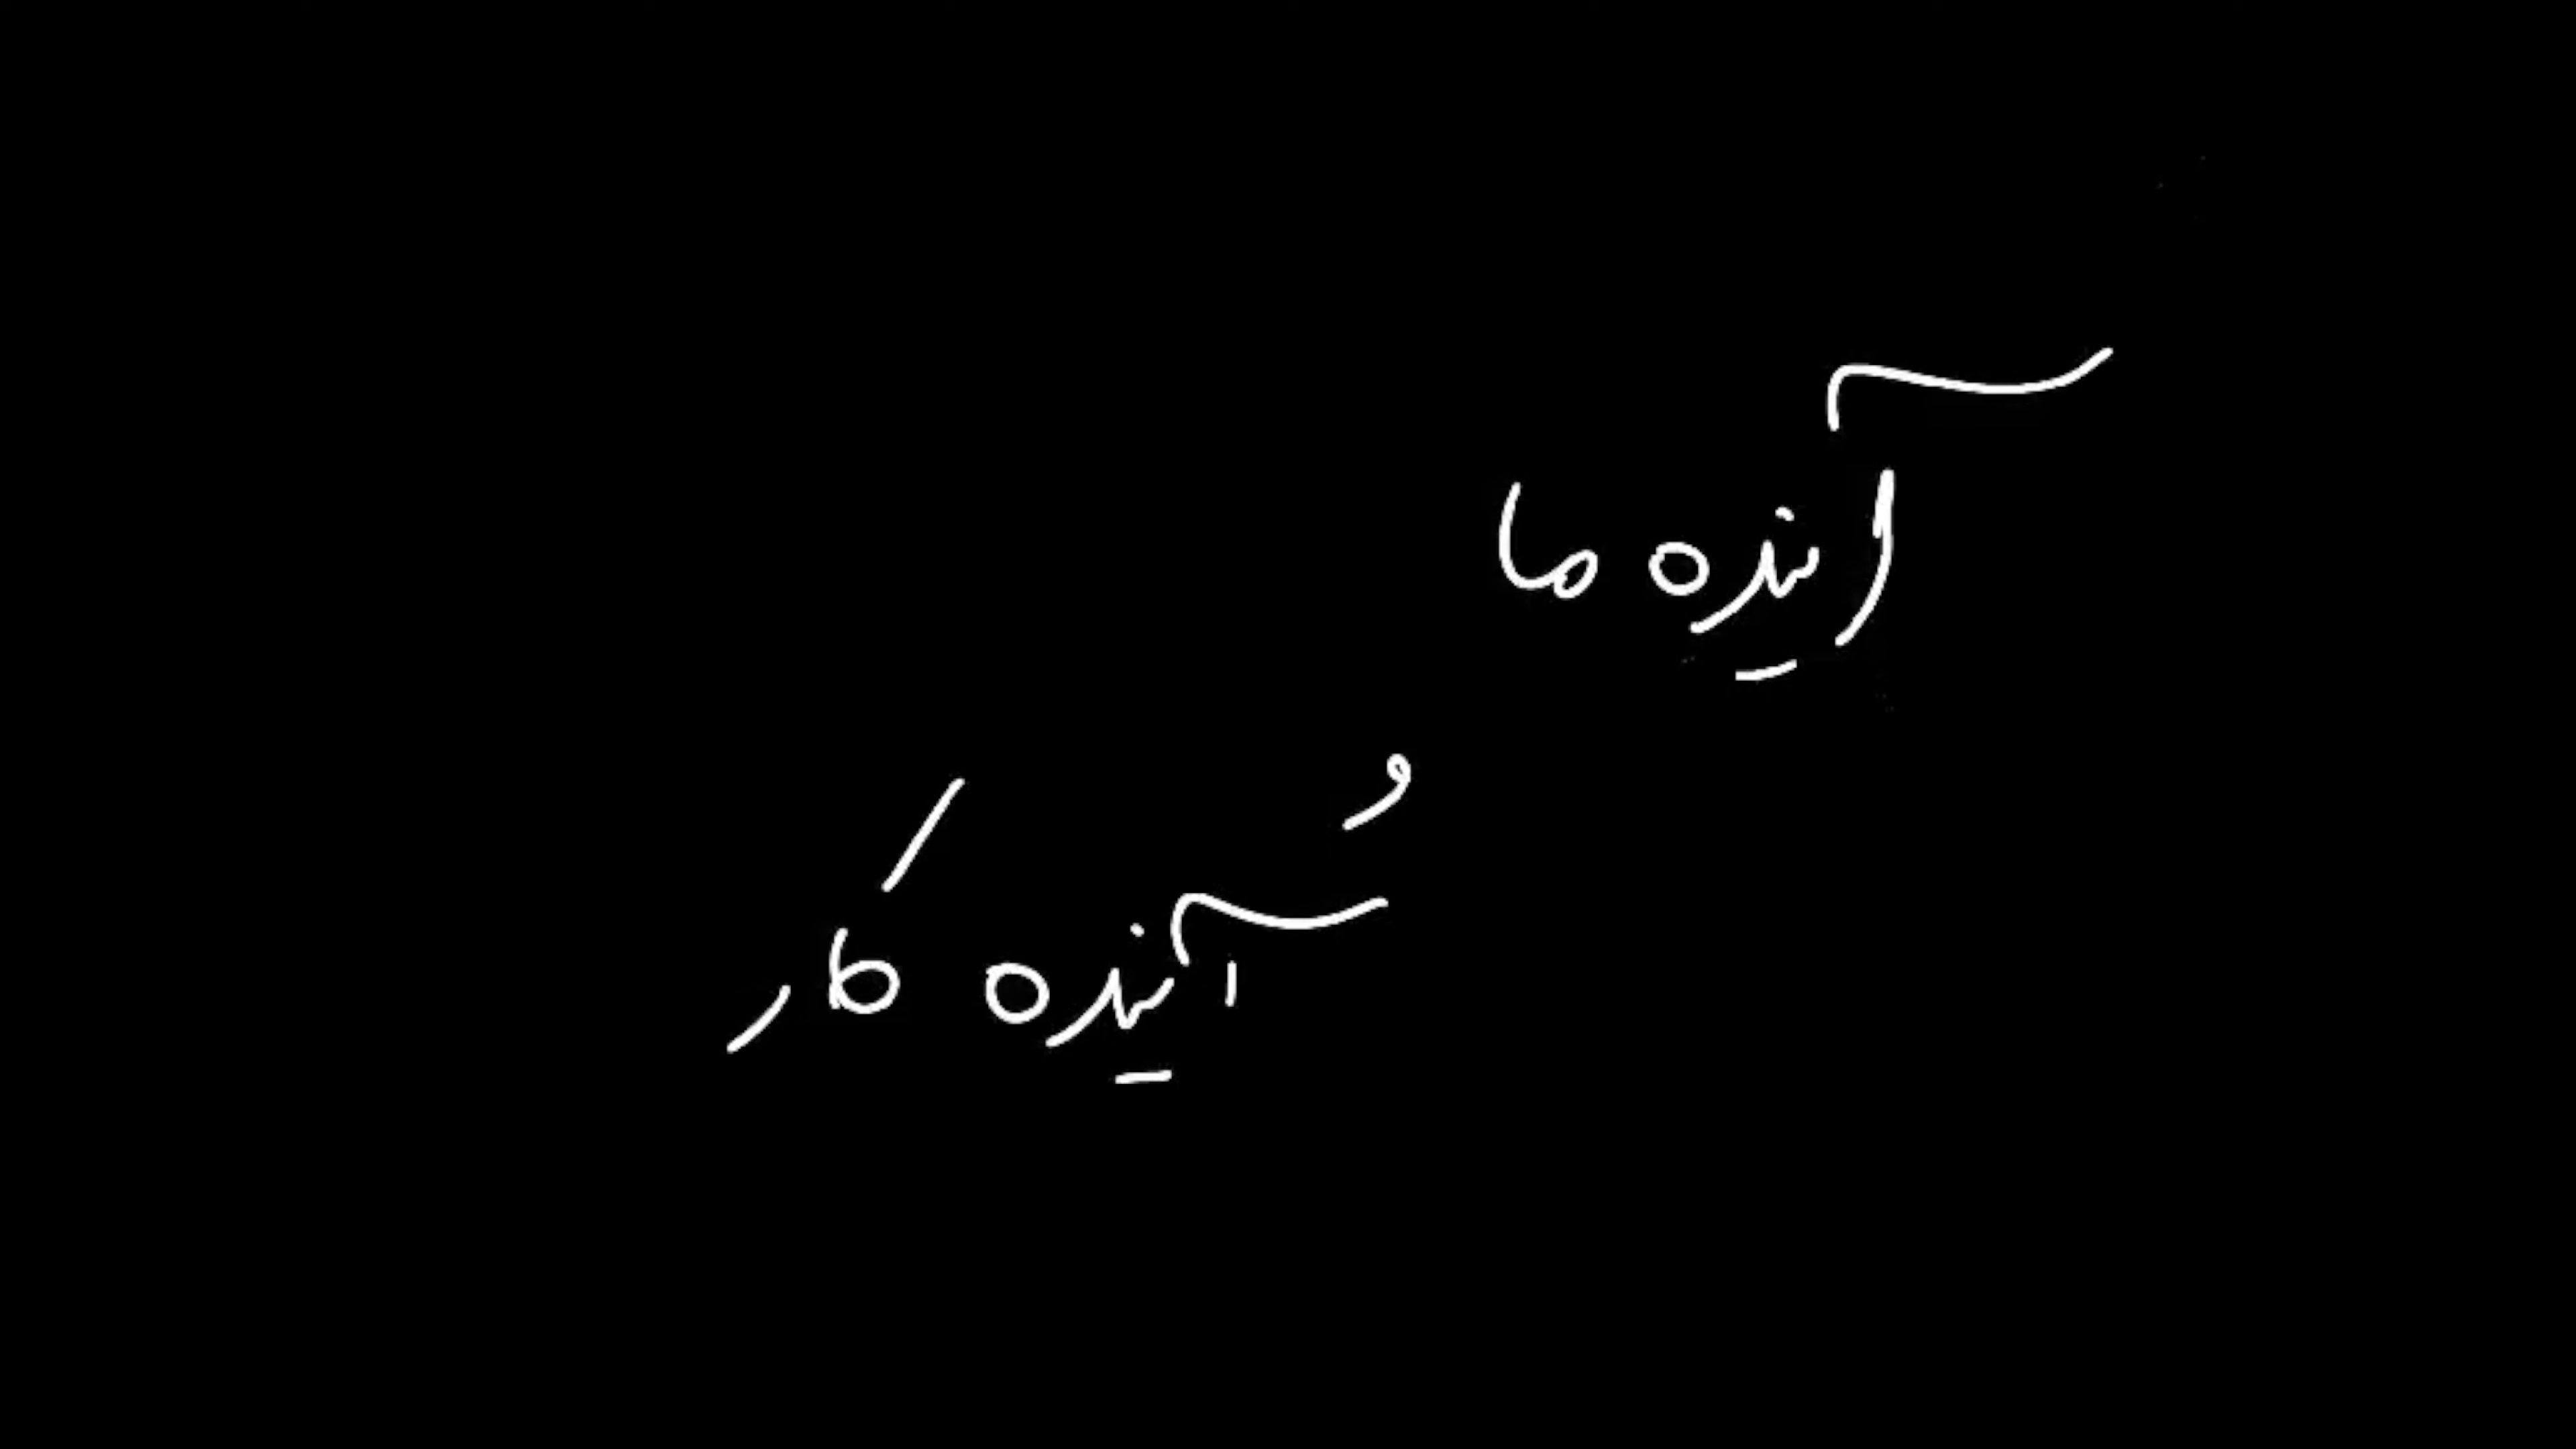 آینده ما
و
آینده کار